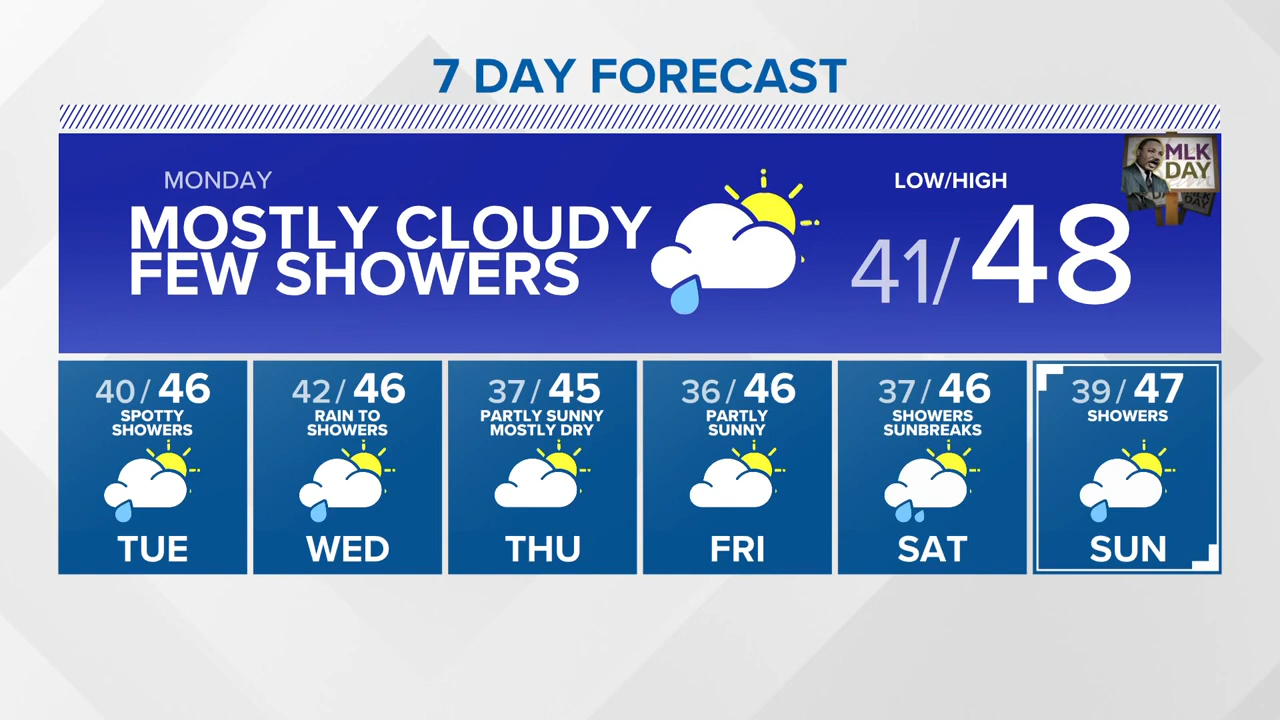 7 DAY FORECAST
MONDAY
MOSTLY CLOUDY
FEW SHOWERS
LOW/HIGH
41/48
MLK
DAY
40/46
SPOTTY
SHOWERS
TUE
42/46
RAIN TO
SHOWERS
WED
37/45
PARTLY SUNNY
MOSTLY DRY
THU
36/46
PARTLY
SUNNY
FRI
37/46
SHOWERS
SUNBREAKS
SAT
39/47
SHOWERS
SUN